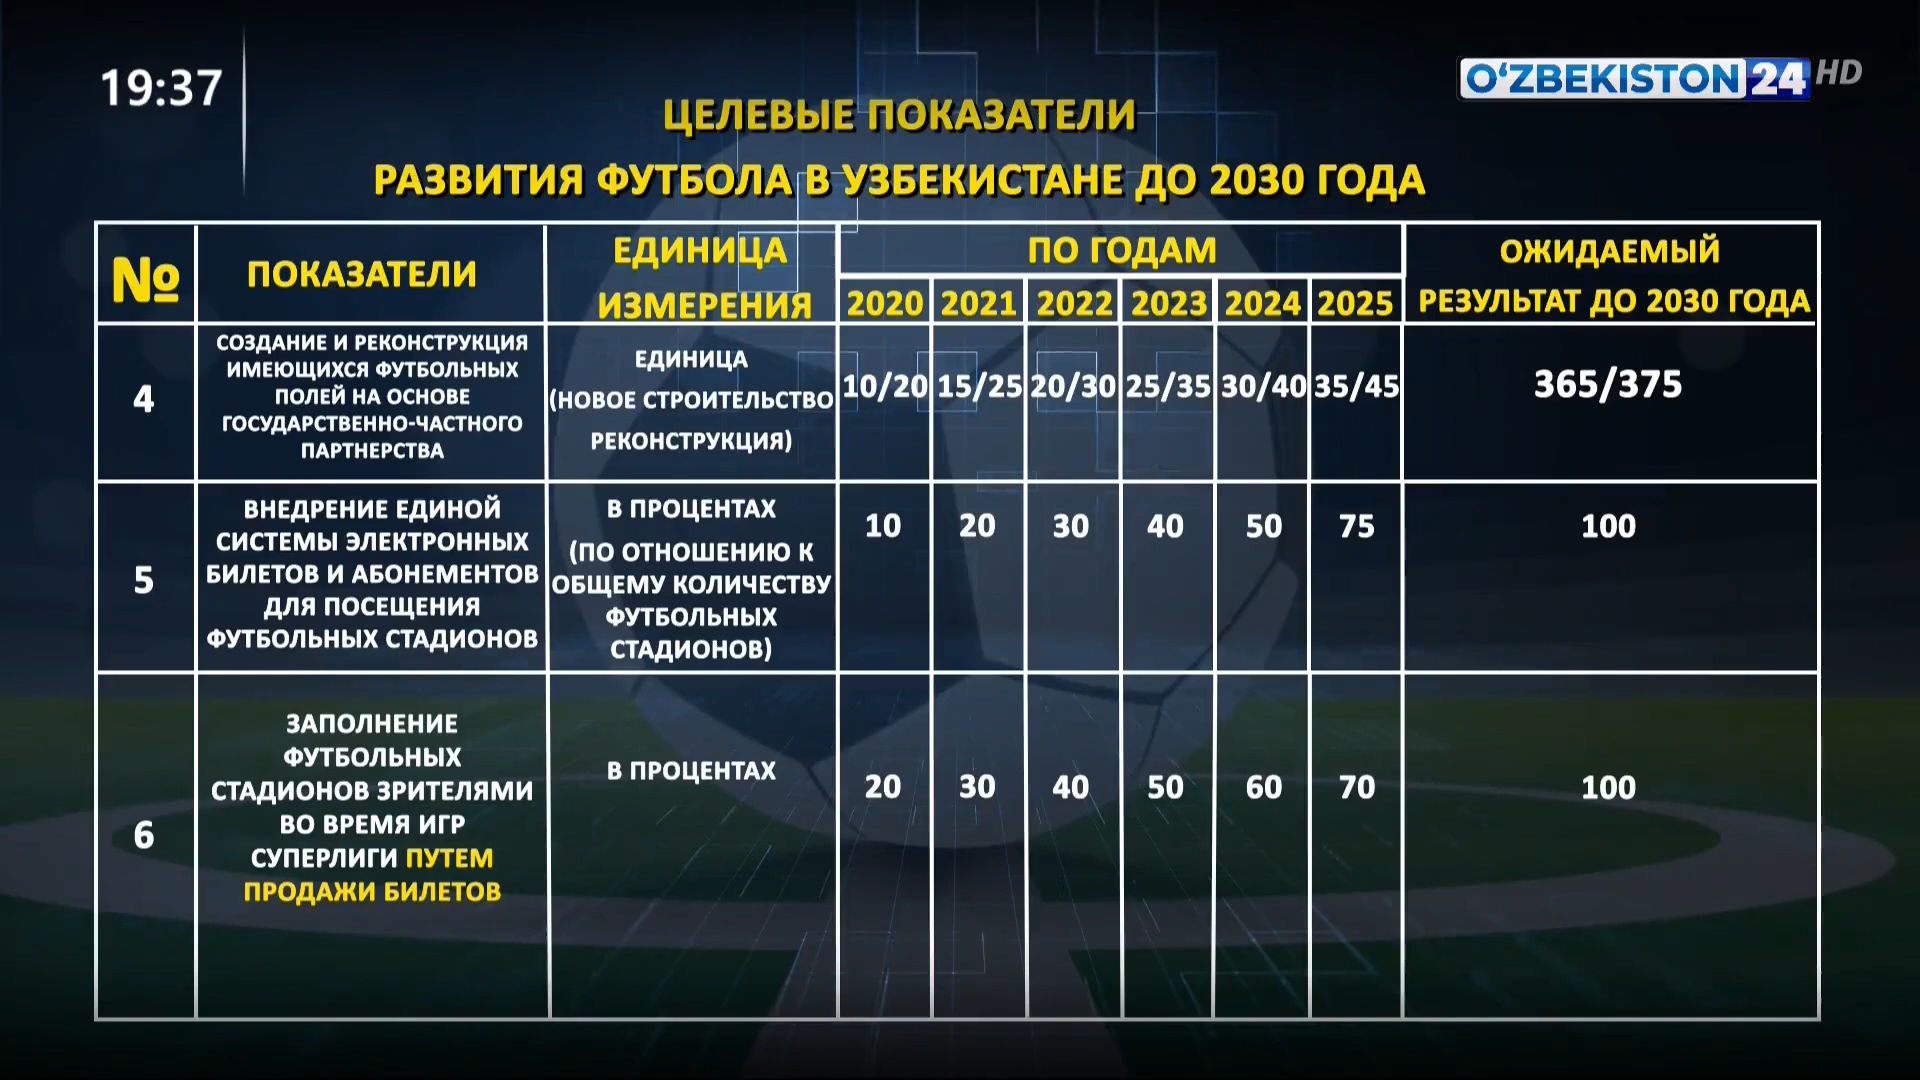 19:37
O‘ZBEKISTON 24 HD
ЦЕЛЕВЫЕ ПОКАЗАТЕЛИ
РАЗВИТИЯ ФУТБОЛА В УЗБЕКИСТАНЕ ДО 2030 ГОДА
№
ПОКАЗАТЕЛИ
ЕДИНИЦА
ИЗМЕРЕНИЯ
ПО ГОДАМ
2020 2021 2022 2023 2024 2025
ОЖИДАЕМЫЙ
РЕЗУЛЬТАТ ДО 2030 ГОДА
4
СОЗДАНИЕ И РЕКОНСТРУКЦИЯ
ИМЕЮЩИХСЯ ФУТБОЛЬНЫХ
ПОЛЕЙ НА ОСНОВЕ
ГОСУДАРСТВЕННО-ЧАСТНОГО
ПАРТНЕРСТВА
ЕДИНИЦА
(НОВОЕ СТРОИТЕЛЬСТВО
РЕКОНСТРУКЦИЯ)
10/20 15/25 20/30 25/35 30/40 35/45
365/375
5
ВНЕДРЕНИЕ ЕДИНОЙ
СИСТЕМЫ ЭЛЕКТРОННЫХ
БИЛЕТОВ И АБОНЕМЕНТОВ
ДЛЯ ПОСЕЩЕНИЯ
ФУТБОЛЬНЫХ СТАДИОНОВ
В ПРОЦЕНТАХ
(ПО ОТНОШЕНИЮ К
ОБЩЕМУ КОЛИЧЕСТВУ
ФУТБОЛЬНЫХ
СТАДИОНОВ)
10 20 30 40 50 75
100
6
ЗАПОЛНЕНИЕ
ФУТБОЛЬНЫХ
СТАДИОНОВ ЗРИТЕЛЯМИ
ВО ВРЕМЯ ИГР
СУПЕРЛИГИ ПУТЕМ
ПРОДАЖИ БИЛЕТОВ
В ПРОЦЕНТАХ
20 30 40 50 60 70
100